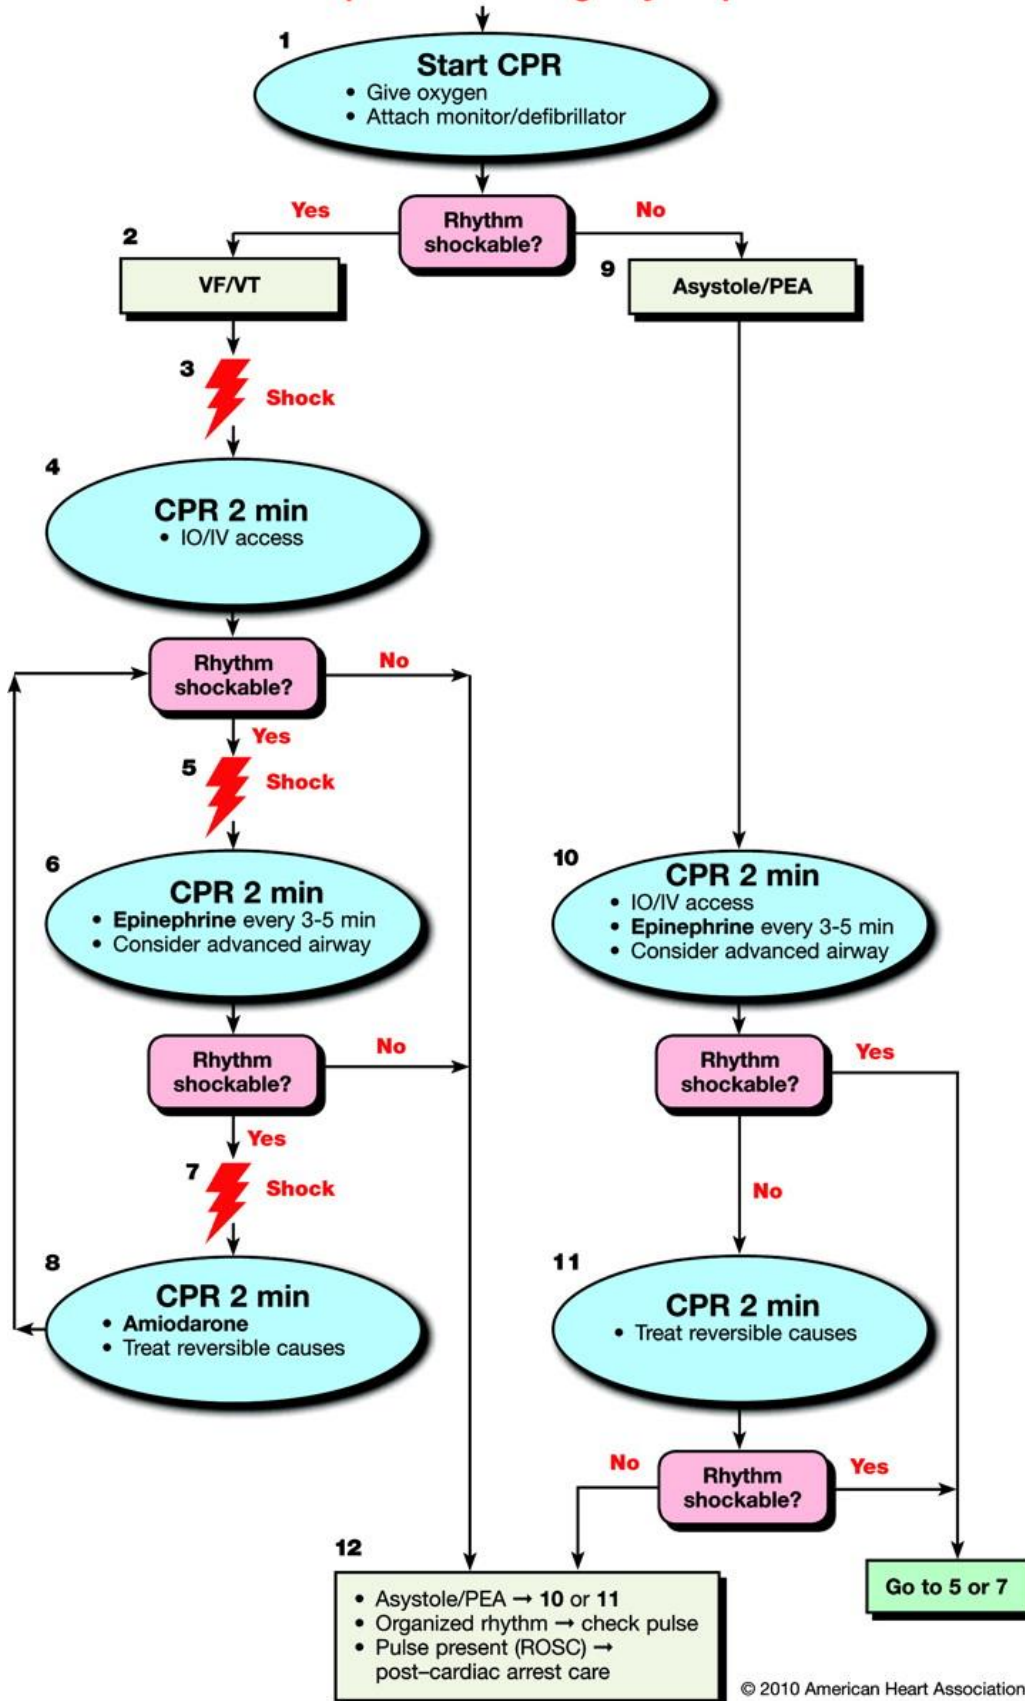 1
Start CPR
• Give oxygen
• Attach monitor/defibrillator
Rhythm
shockable?
Yes
No
2
VF/VT
9
Asystole/PEA
3
Shock
4
CPR 2 min
• IO/IV access
Rhythm
shockable?
No
Yes
5
Shock
6
CPR 2 min
• Epinephrine every 3-5 min
• Consider advanced airway
10
CPR 2 min
• IO/IV access
• Epinephrine every 3-5 min
• Consider advanced airway
Rhythm
shockable?
No
Yes
Rhythm
shockable?
Yes
No
7
Shock
8
CPR 2 min
• Amiodarone
• Treat reversible causes
11
CPR 2 min
• Treat reversible causes
Rhythm
shockable?
No
Yes
12
• Asystole/PEA → 10 or 11
• Organized rhythm → check pulse
• Pulse present (ROSC) →
post–cardiac arrest care
Go to 5 or 7
© 2010 American Heart Association